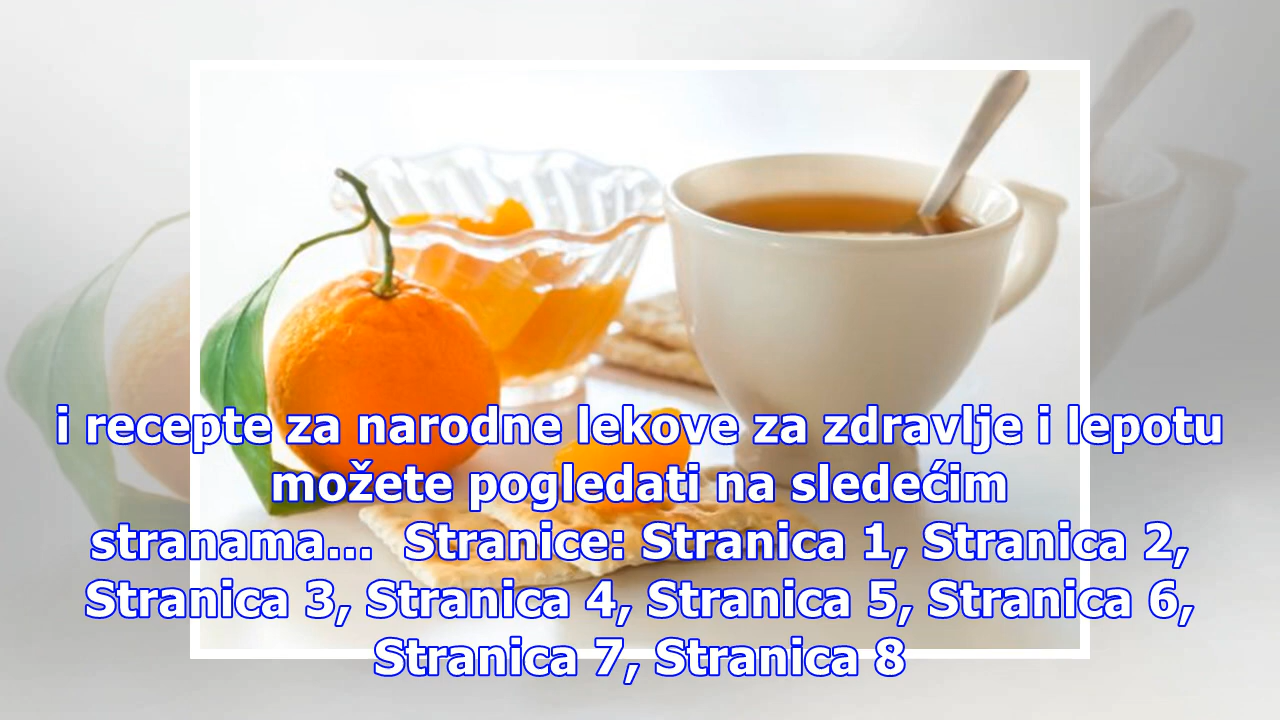 i recepte za narodne lekove za zdravlje i lepotu
možete pogledati na sledećim
stranama... Stranice: Stranica 1, Stranica 2,
Stranica 3, Stranica 4, Stranica 5, Stranica 6,
Stranica 7, Stranica 8